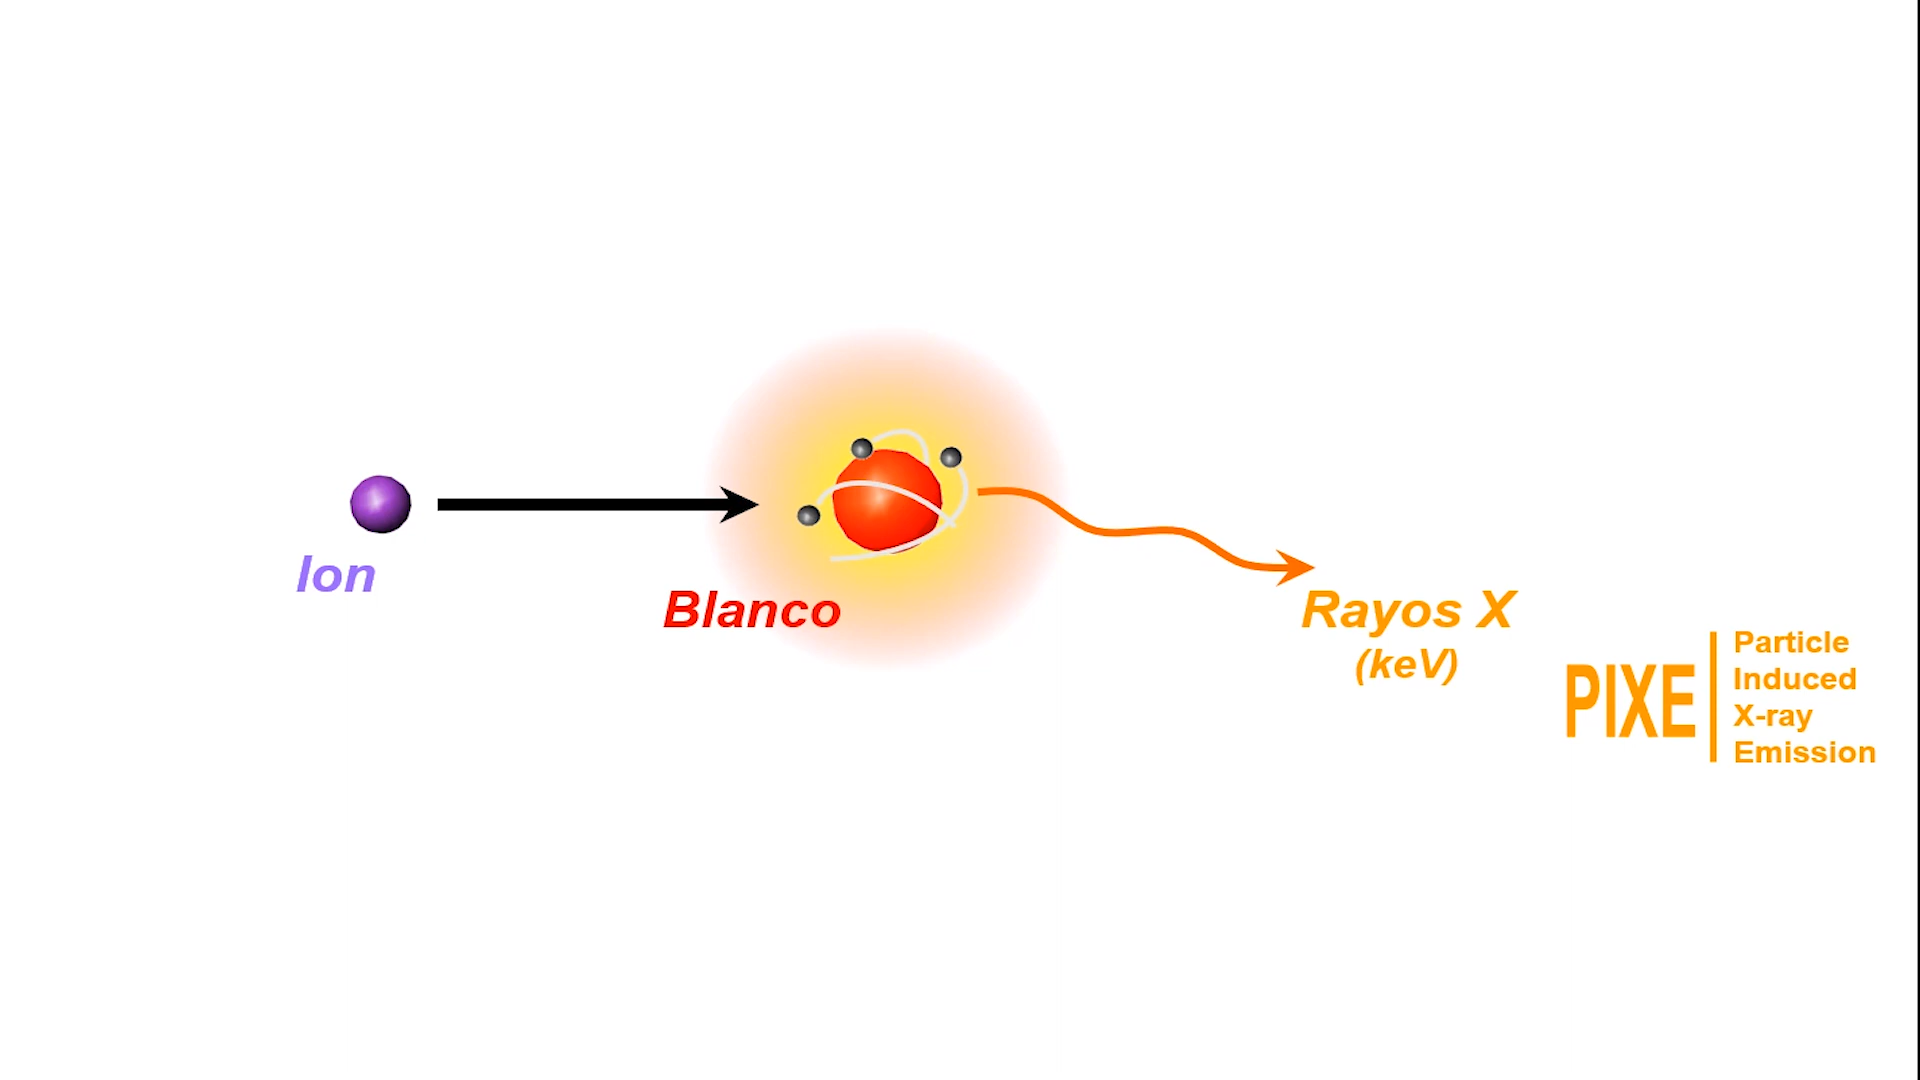 Ion
Blanco
Rayos X
(keV)
PIXE
Particle
Induced
X-ray
Emission